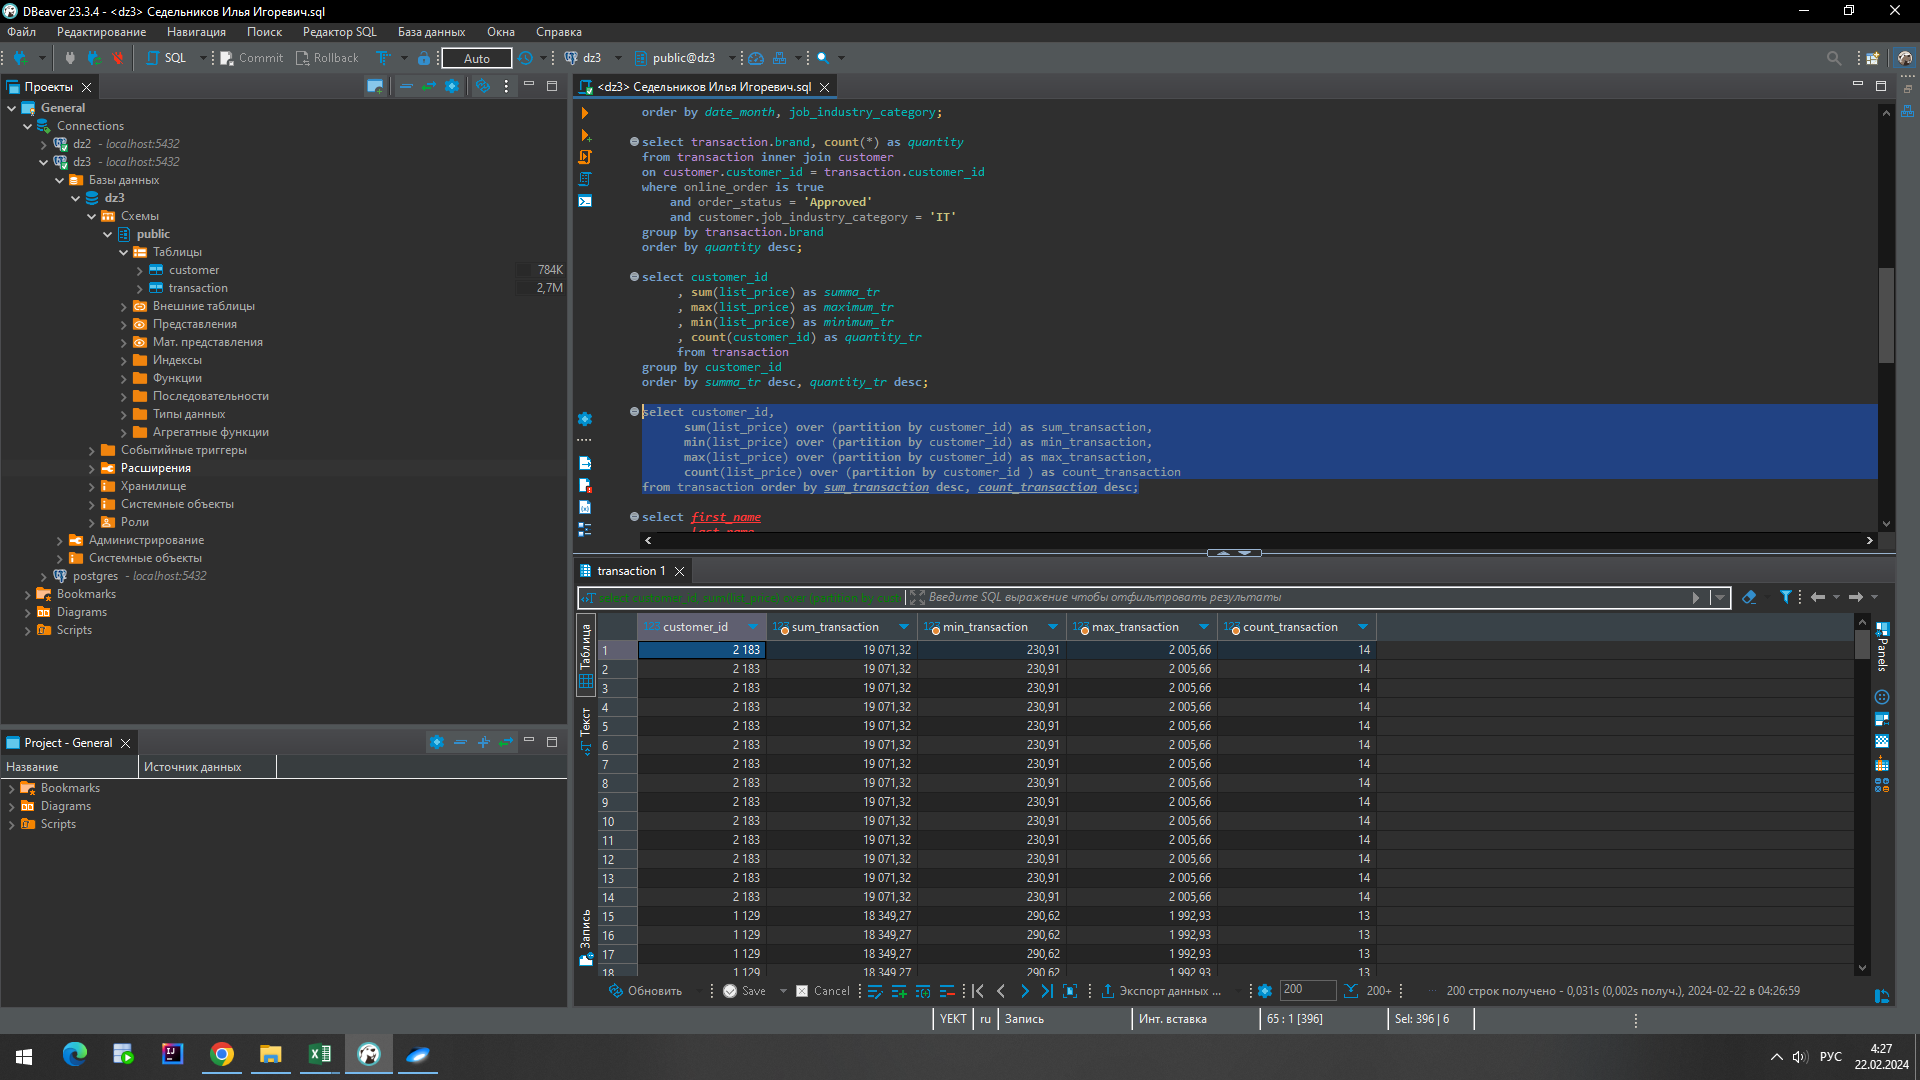 DBeaver 23.3.4 - <dz3> Седельников Илья Игоревич.sql
Файл Редактирование Навигация Поиск Редактор SQL База данных Окна Справка
SQL Commit Rollback Auto dz3 public@dz3
Проекты
General
Connections
dz2 - localhost:5432
dz3 - localhost:5432
Базы данных
dz3
Схемы
public
Таблицы
customer 784K
transaction 2,7M
Внешние таблицы
Представления
Мат. представления
Индексы
Функции
Последовательности
Типы данных
Агрегатные функции
Событийные триггеры
Расширения
Хранилище
Системные объекты
Роли
Администрирование
Системные объекты
postgres - localhost:5432
Bookmarks
Diagrams
Scripts
Project - General
Название Источник данных
Bookmarks
Diagrams
Scripts
<dz3> Седельников Илья Игоревич.sql
order by date_month, job_industry_category;
select transaction.brand, count(*) as quantity
from transaction inner join customer
on customer.customer_id = transaction.customer_id
where online_order is true
and order_status = 'Approved'
and customer.job_industry_category = 'IT'
group by transaction.brand
order by quantity desc;
select customer_id
, sum(list_price) as summa_tr
, max(list_price) as maximum_tr
, min(list_price) as minimum_tr
, count(customer_id) as quantity_tr
from transaction
group by customer_id
order by summa_tr desc, quantity_tr desc;
select customer_id,
sum(list_price) over (partition by customer_id) as sum_transaction,
min(list_price) over (partition by customer_id) as min_transaction,
max(list_price) over (partition by customer_id) as max_transaction,
count(list_price) over (partition by customer_id ) as count_transaction
from transaction order by sum_transaction desc, count_transaction desc;
select first_name
last_name
transaction 1
select customer_id, sum(list_price) over (partition by cust
Введите SQL выражение чтобы отфильтровать результаты
Таблица
Текст
Запись
Panels
123 customer_id 123 sum_transaction 123 min_transaction 123 max_transaction 123 count_transaction
1 2 183 19 071,32 230,91 2 005,66 14
2 2 183 19 071,32 230,91 2 005,66 14
3 2 183 19 071,32 230,91 2 005,66 14
4 2 183 19 071,32 230,91 2 005,66 14
5 2 183 19 071,32 230,91 2 005,66 14
6 2 183 19 071,32 230,91 2 005,66 14
7 2 183 19 071,32 230,91 2 005,66 14
8 2 183 19 071,32 230,91 2 005,66 14
9 2 183 19 071,32 230,91 2 005,66 14
10 2 183 19 071,32 230,91 2 005,66 14
11 2 183 19 071,32 230,91 2 005,66 14
12 2 183 19 071,32 230,91 2 005,66 14
13 2 183 19 071,32 230,91 2 005,66 14
14 2 183 19 071,32 230,91 2 005,66 14
15 1 129 18 349,27 290,62 1 992,93 13
16 1 129 18 349,27 290,62 1 992,93 13
17 1 129 18 349,27 290,62 1 992,93 13
18 1 129 18 349,27 290,62 1 992,93 13
Обновить Save Cancel Экспорт данных ... 200 200+ 200 строк получено - 0,031s (0,002s получ.), 2024-02-22 в 04:26:59
YEKT ru Запись Инт. вставка 65 : 1 [396] Sel: 396 | 6
РУС 4:27
22.02.2024